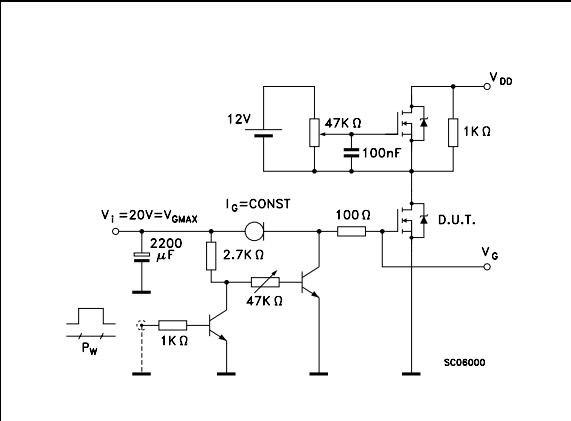 V_DD
12V
47K Ω
1K Ω
100nF
I_G=CONST
V_i =20V=V_GMAX
100 Ω
D.U.T.
2200
μF
2.7K Ω
V_G
47K Ω
1K Ω
P_W
SC06000